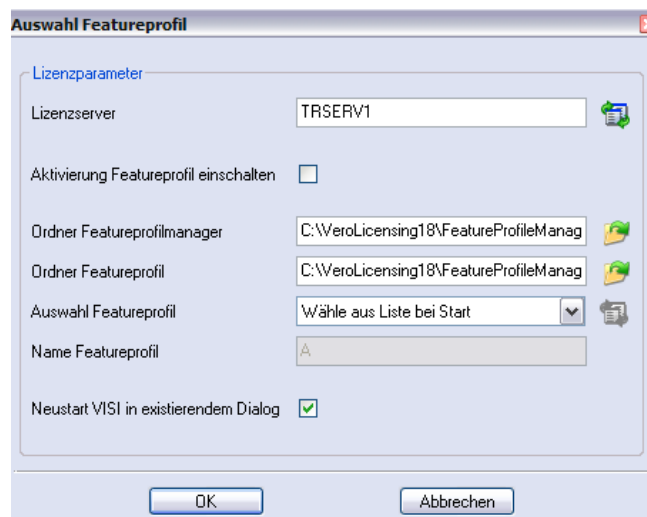 Auswahl Featureprofil
Lizenzparameter
Lizenzserver TRSERV1
Aktivierung Featureprofil einschalten
Ordner Featureprofilmanager C:\VeroLicensing18\FeatureProfileManag
Ordner Featureprofil C:\VeroLicensing18\FeatureProfileManag
Auswahl Featureprofil Wähle aus Liste bei Start
Name Featureprofil A
Neustart VISI in existierendem Dialog
OK Abbrechen